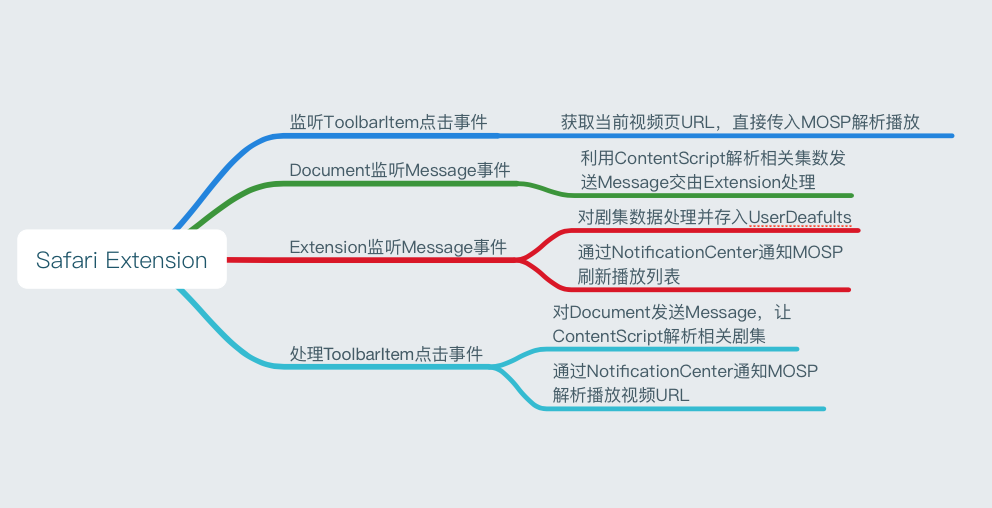 Safari Extension
监听ToolbarItem点击事件
获取当前视频页URL，直接传入MOSP解析播放
Document监听Message事件
利用ContentScript解析相关集数发
送Message交由Extension处理
Extension监听Message事件
对剧集数据处理并存入UserDeafults
通过NotificationCenter通知MOSP
刷新播放列表
处理ToolbarItem点击事件
对Document发送Message，让
ContentScript解析相关剧集
通过NotificationCenter通知MOSP
解析播放视频URL